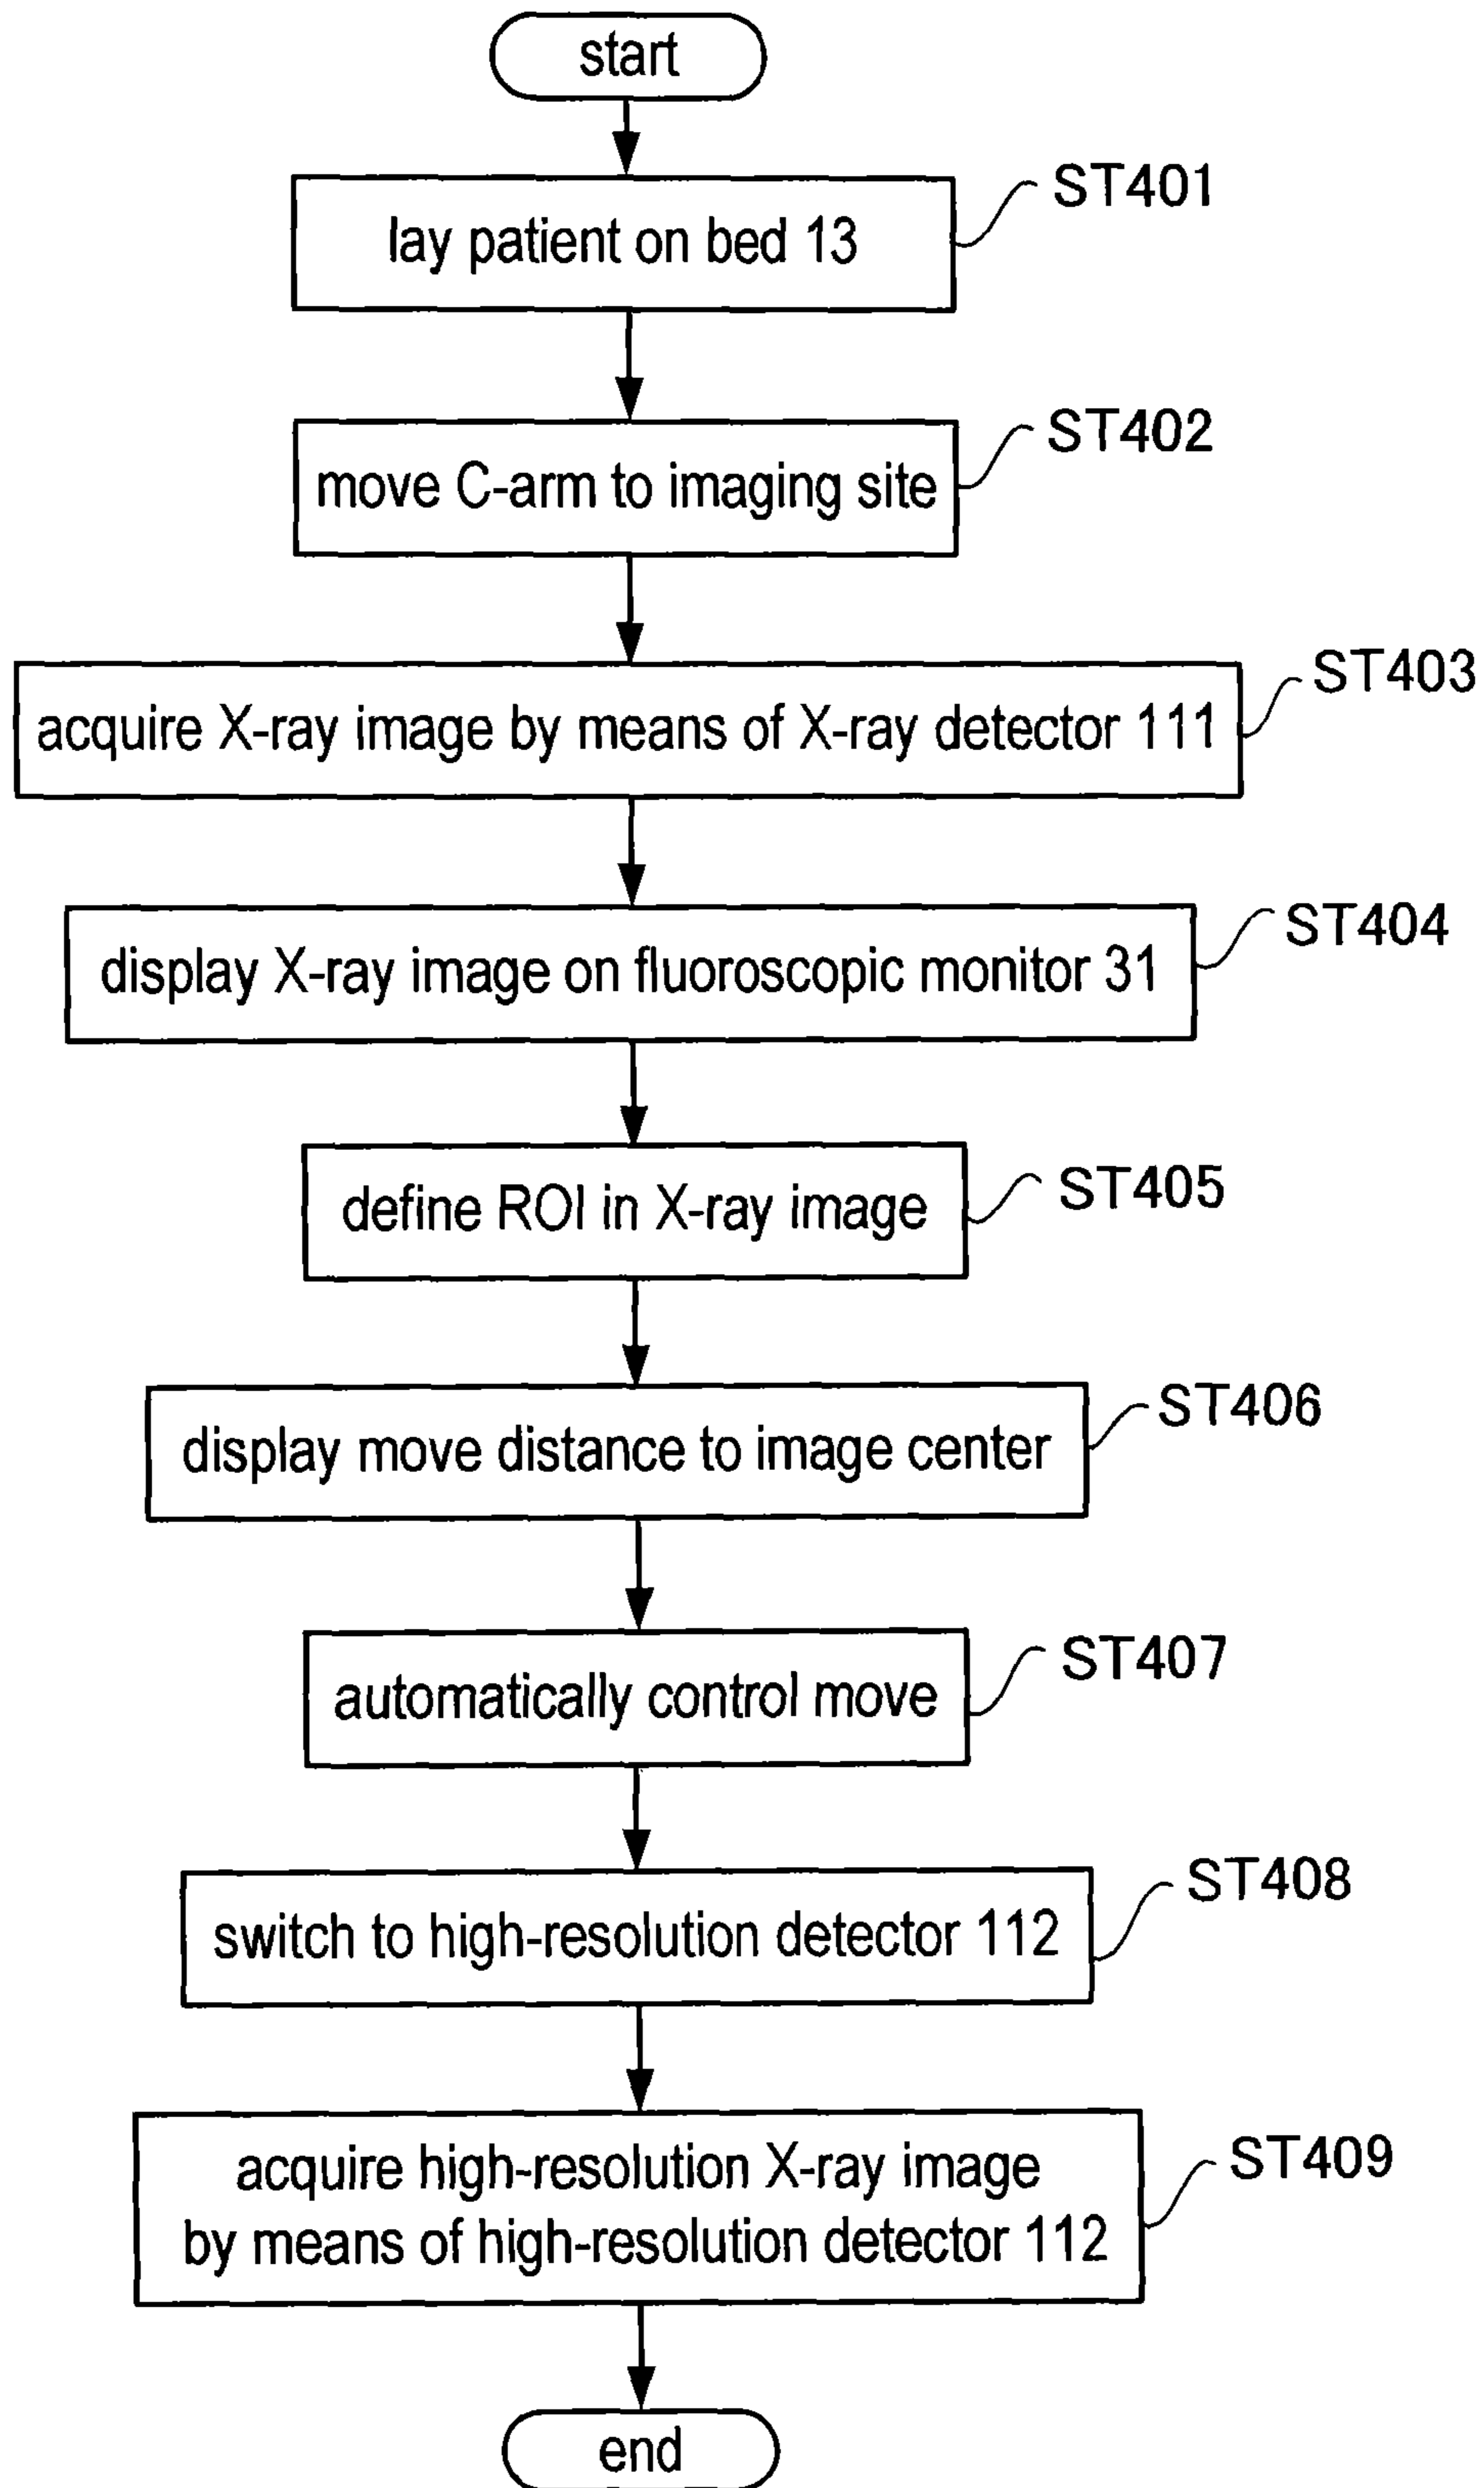 start
ST401
lay patient on bed 13
ST402
move C-arm to imaging site
ST403
acquire X-ray image by means of X-ray detector 111
ST404
display X-ray image on fluoroscopic monitor 31
ST405
define ROI in X-ray image
ST406
display move distance to image center
ST407
automatically control move
ST408
switch to high-resolution detector 112
ST409
acquire high-resolution X-ray image
by means of high-resolution detector 112
end